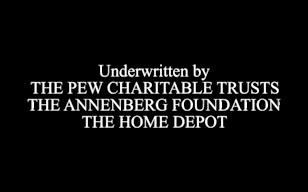 Underwritten by
THE PEW CHARITABLE TRUSTS
THE ANNENBERG FOUNDATION
THE HOME DEPOT